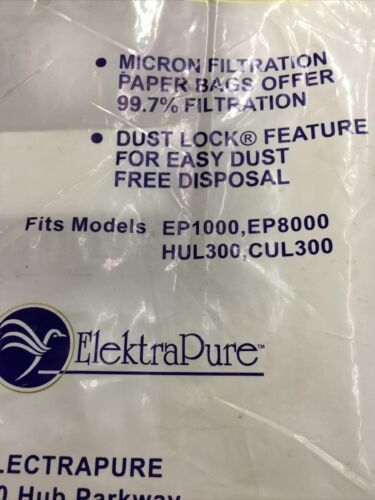 • MICRON FILTRATION
PAPER BAGS OFFER
99.7% FILTRATION
• DUST LOCK® FEATURE
FOR EASY DUST
FREE DISPOSAL
Fits Models EP1000,EP8000
HUL300,CUL300
ElektraPure™
LECTRAPURE
0 Hub Parkway